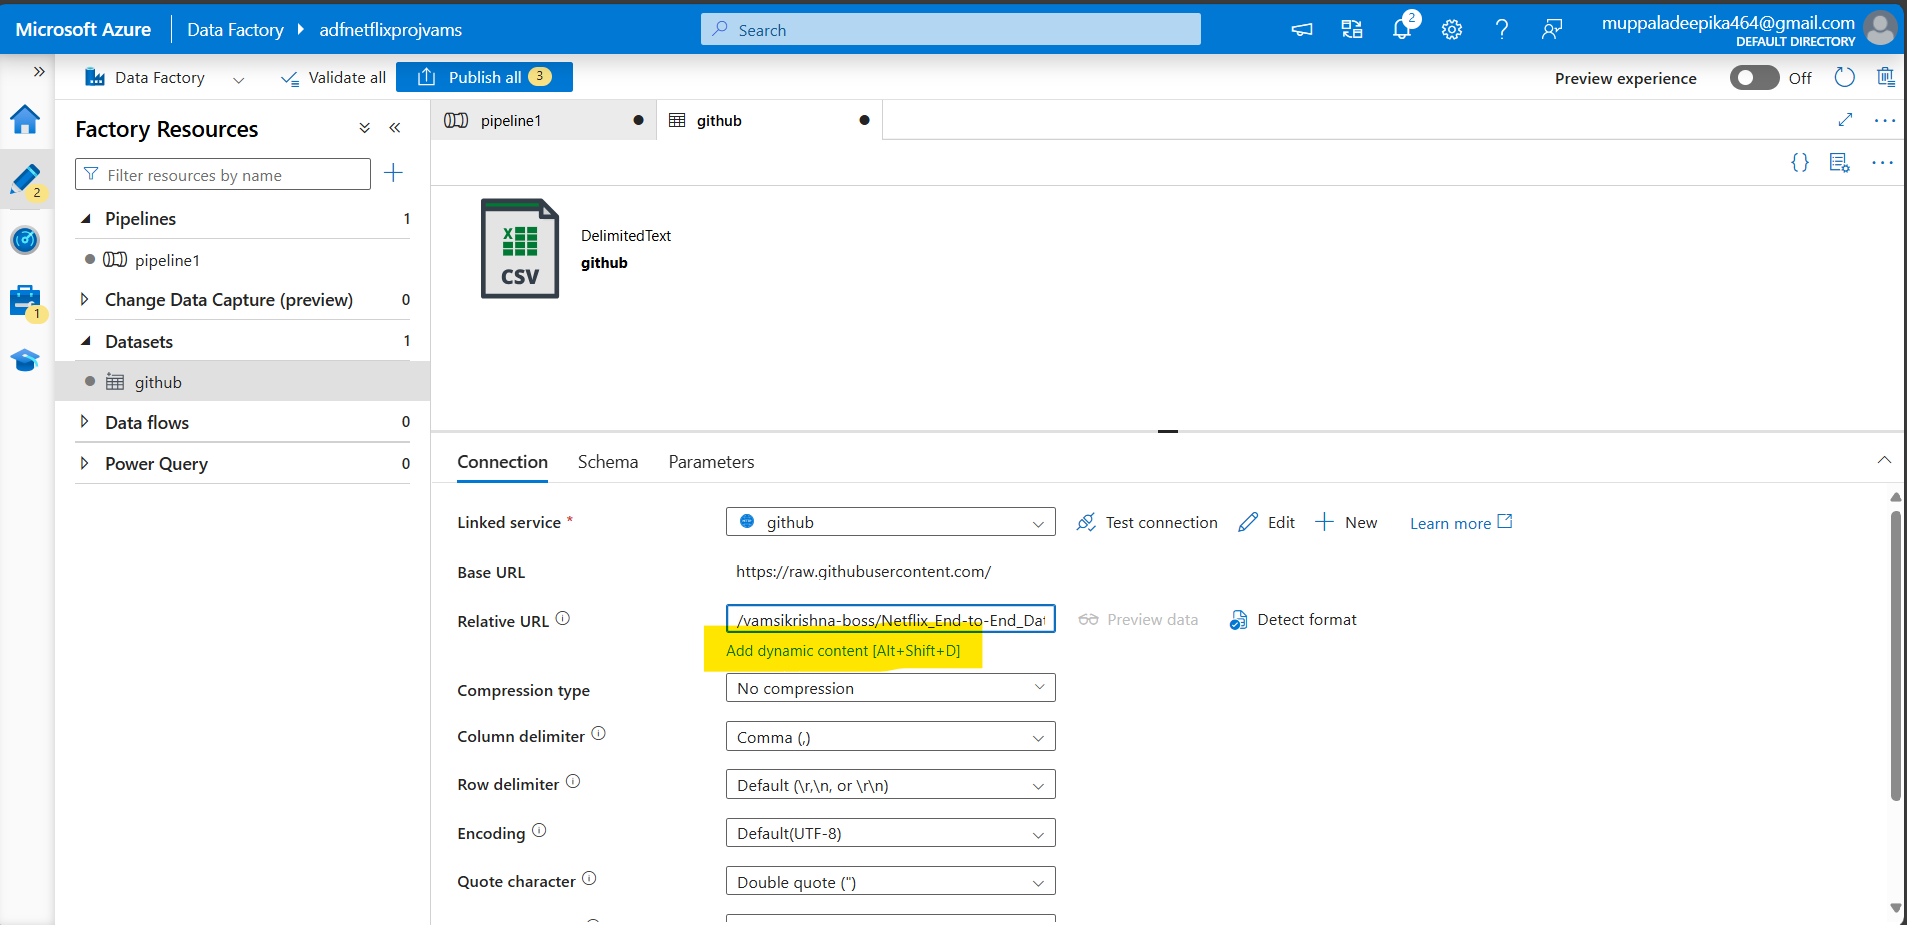 Microsoft Azure Data Factory adfnetflixprojvams Search 2 muppaladeepika464@gmail.com
DEFAULT DIRECTORY
Data Factory Validate all Publish all 3 Preview experience Off
Factory Resources
pipeline1 github
Filter resources by name
2
Pipelines 1
pipeline1
Change Data Capture (preview) 0
1
Datasets 1
github
Data flows 0
Power Query 0
X
CSV
DelimitedText
github
{}
Connection Schema Parameters
Linked service * github Test connection Edit New Learn more
Base URL https://raw.githubusercontent.com/
Relative URL /vamsikrishna-boss/Netflix_End-to-End_Dat Preview data Detect format
Add dynamic content [Alt+Shift+D]
Compression type No compression
Column delimiter Comma (,)
Row delimiter Default (\r,\n, or \r\n)
Encoding Default(UTF-8)
Quote character Double quote (")